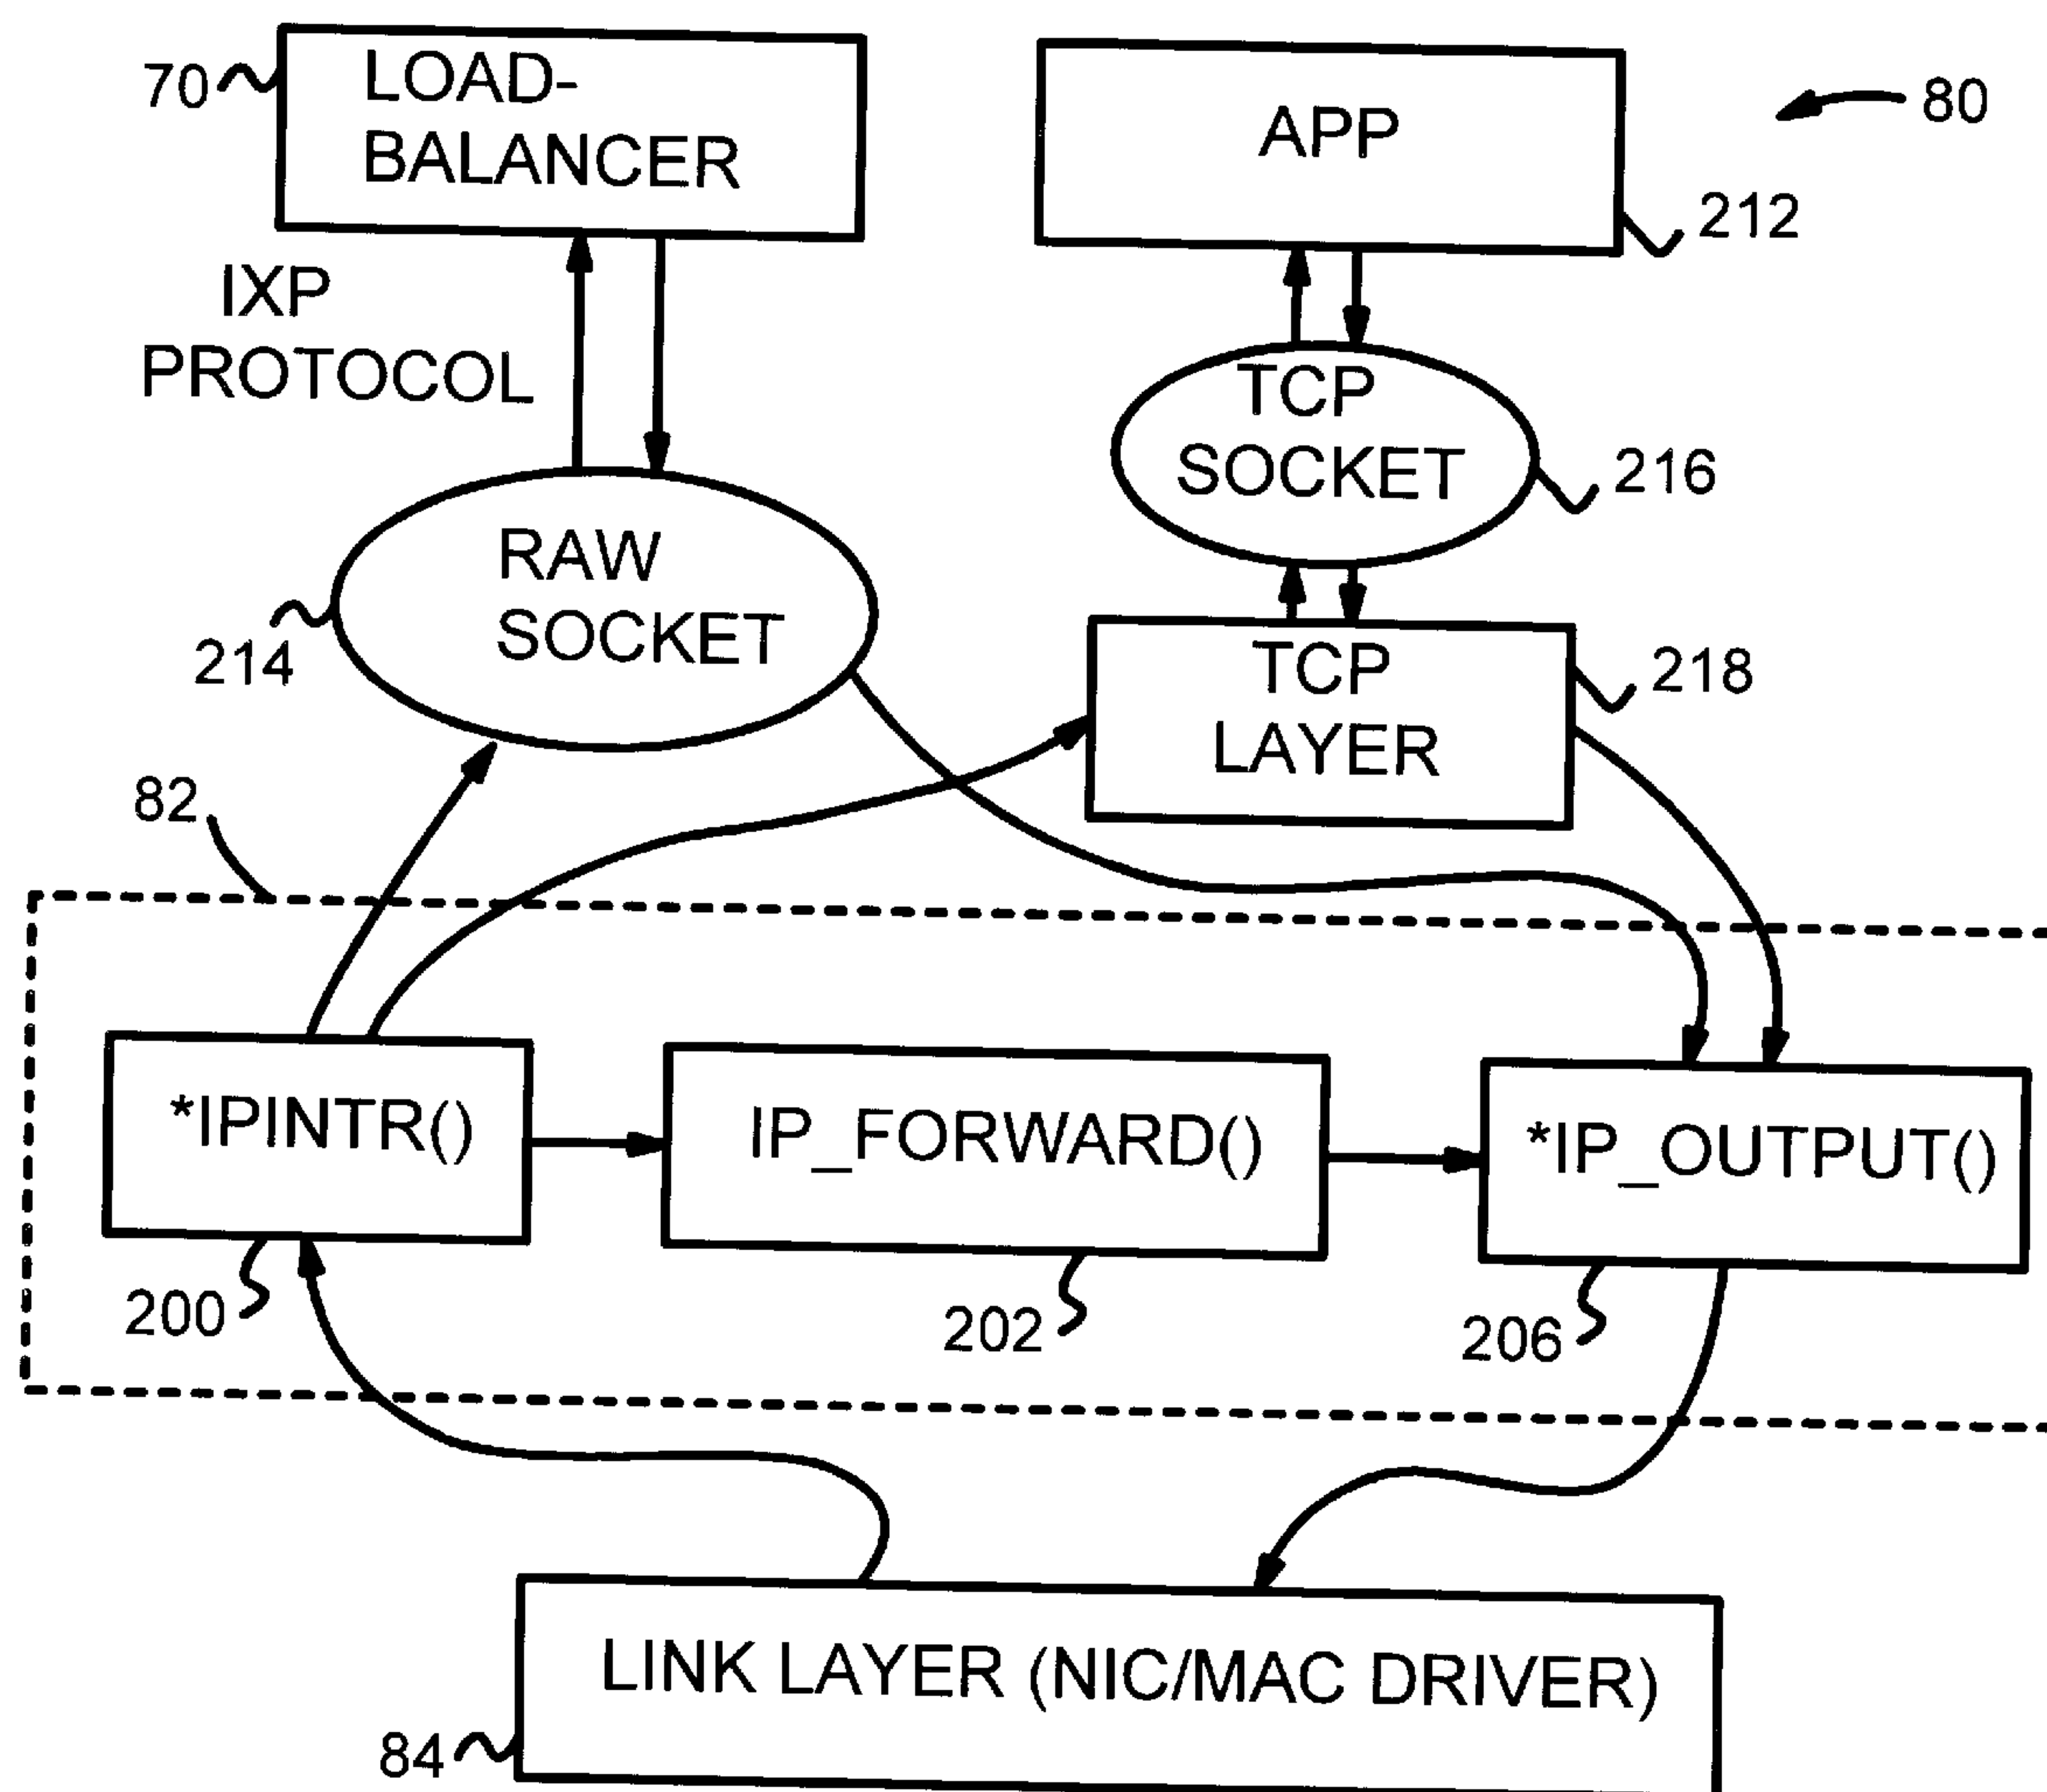 70
LOAD-
BALANCER
APP
80
212
IXP
PROTOCOL
TCP
SOCKET
216
RAW
SOCKET
214
TCP
LAYER
218
82
*IPINTR()
IP_FORWARD()
*IP_OUTPUT()
200
202
206
LINK LAYER (NIC/MAC DRIVER)
84